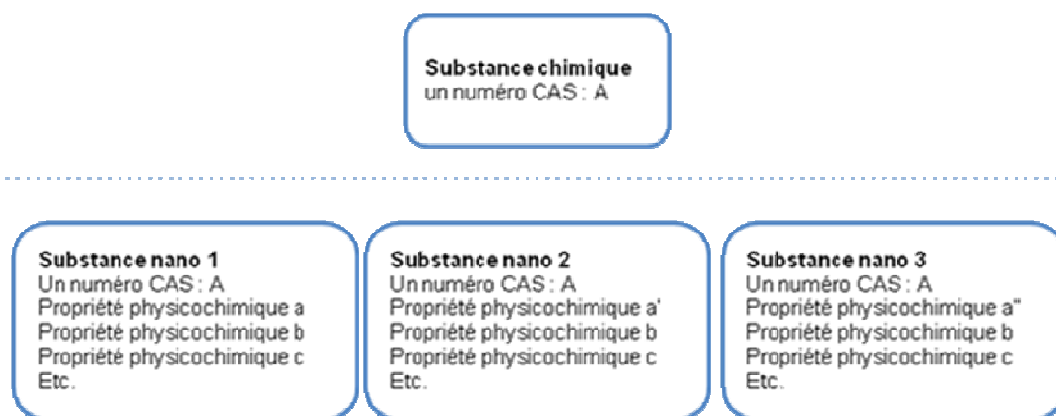 Substance chimique
un numéro CAS : A
Substance nano 1
Un numéro CAS : A
Propriété physicochimique a
Propriété physicochimique b
Propriété physicochimique c
Etc.
Substance nano 2
Un numéro CAS : A
Propriété physicochimique a'
Propriété physicochimique b
Propriété physicochimique c
Etc.
Substance nano 3
Un numéro CAS : A
Propriété physicochimique a"
Propriété physicochimique b
Propriété physicochimique c
Etc.